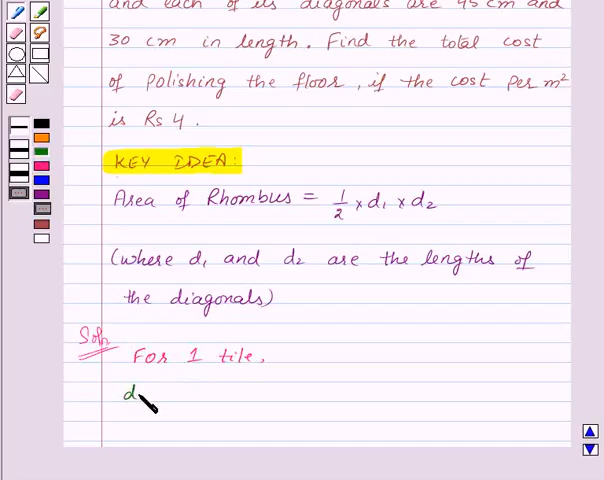 and each of its diagonals are 45 cm and
30 cm in length. Find the total cost
of polishing the floor, if the cost per m²
is Rs 4.
KEY IDEA:
Area of Rhombus = 1/2 × d₁ × d₂
(where d₁ and d₂ are the lengths of
the diagonals)
Soln
For 1 tile,
d